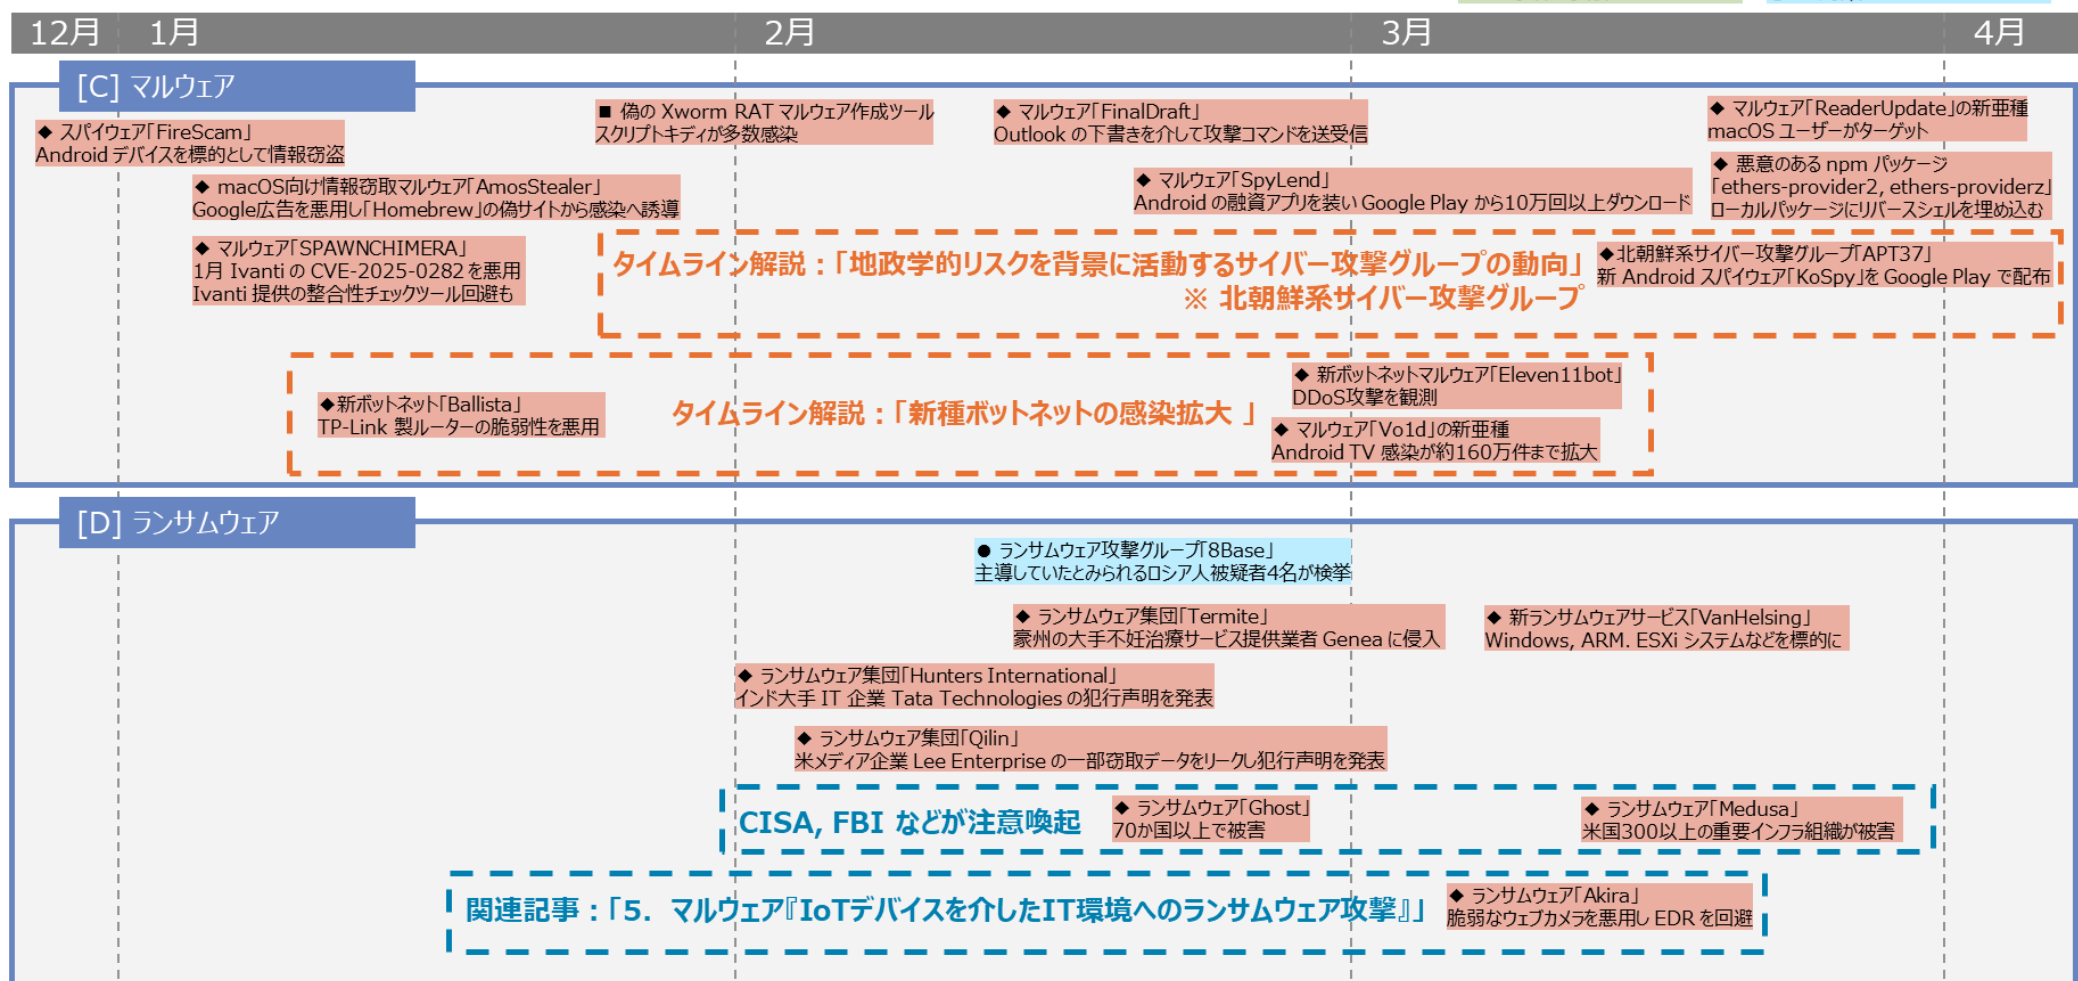 12月 1月 2月 3月 4月
[C] マルウェア
◆ スパイウェア「FireScam」
Android デバイスを標的として情報窃盗
■ 偽の Xworm RAT マルウェア作成ツール
スクリプトキディが多数感染
◆ マルウェア「FinalDraft」
Outlook の下書きを介して攻撃コマンドを送受信
◆ マルウェア「ReaderUpdate」の新亜種
macOS ユーザーがターゲット
◆ macOS向け情報窃取マルウェア「AmosStealer」
Google広告を悪用し「Homebrew」の偽サイトから感染へ誘導
◆ マルウェア「SpyLend」
Android の融資アプリを装い Google Play から10万回以上ダウンロード
◆ 悪意のある npm パッケージ
「ethers-provider2, ethers-providerz」
ローカルパッケージにリバースシェルを埋め込む
◆ マルウェア「SPAWNCHIMERA」
1月 Ivanti の CVE-2025-0282 を悪用
Ivanti 提供の整合性チェックツール回避も
タイムライン解説：「地政学的リスクを背景に活動するサイバー攻撃グループの動向」
※ 北朝鮮系サイバー攻撃グループ
◆北朝鮮系サイバー攻撃グループ「APT37」
新 Android スパイウェア「KoSpy」を Google Play で配布
◆新ボットネット「Ballista」
TP-Link 製ルーターの脆弱性を悪用
タイムライン解説：「新種ボットネットの感染拡大 」
◆ 新ボットネットマルウェア「Eleven11bot」
DDoS攻撃を観測
◆ マルウェア「Vo1d」の新亜種
Android TV 感染が約160万件まで拡大
[D] ランサムウェア
● ランサムウェア攻撃グループ「8Base」
主導していたとみられるロシア人被疑者4名が検挙
◆ ランサムウェア集団「Termite」
豪州の大手不妊治療サービス提供業者 Genea に侵入
◆ 新ランサムウェアサービス「VanHelsing」
Windows, ARM. ESXi システムなどを標的に
◆ ランサムウェア集団「Hunters International」
インド大手 IT 企業 Tata Technologies の犯行声明を発表
◆ ランサムウェア集団「Qilin」
米メディア企業 Lee Enterprise の一部窃取データをリークし犯行声明を発表
CISA, FBI などが注意喚起
◆ ランサムウェア「Ghost」
70か国以上で被害
◆ ランサムウェア「Medusa」
米国300以上の重要インフラ組織が被害
関連記事：「5. マルウェア『IoTデバイスを介したIT環境へのランサムウェア攻撃』」
◆ ランサムウェア「Akira」
脆弱なウェブカメラを悪用し EDR を回避